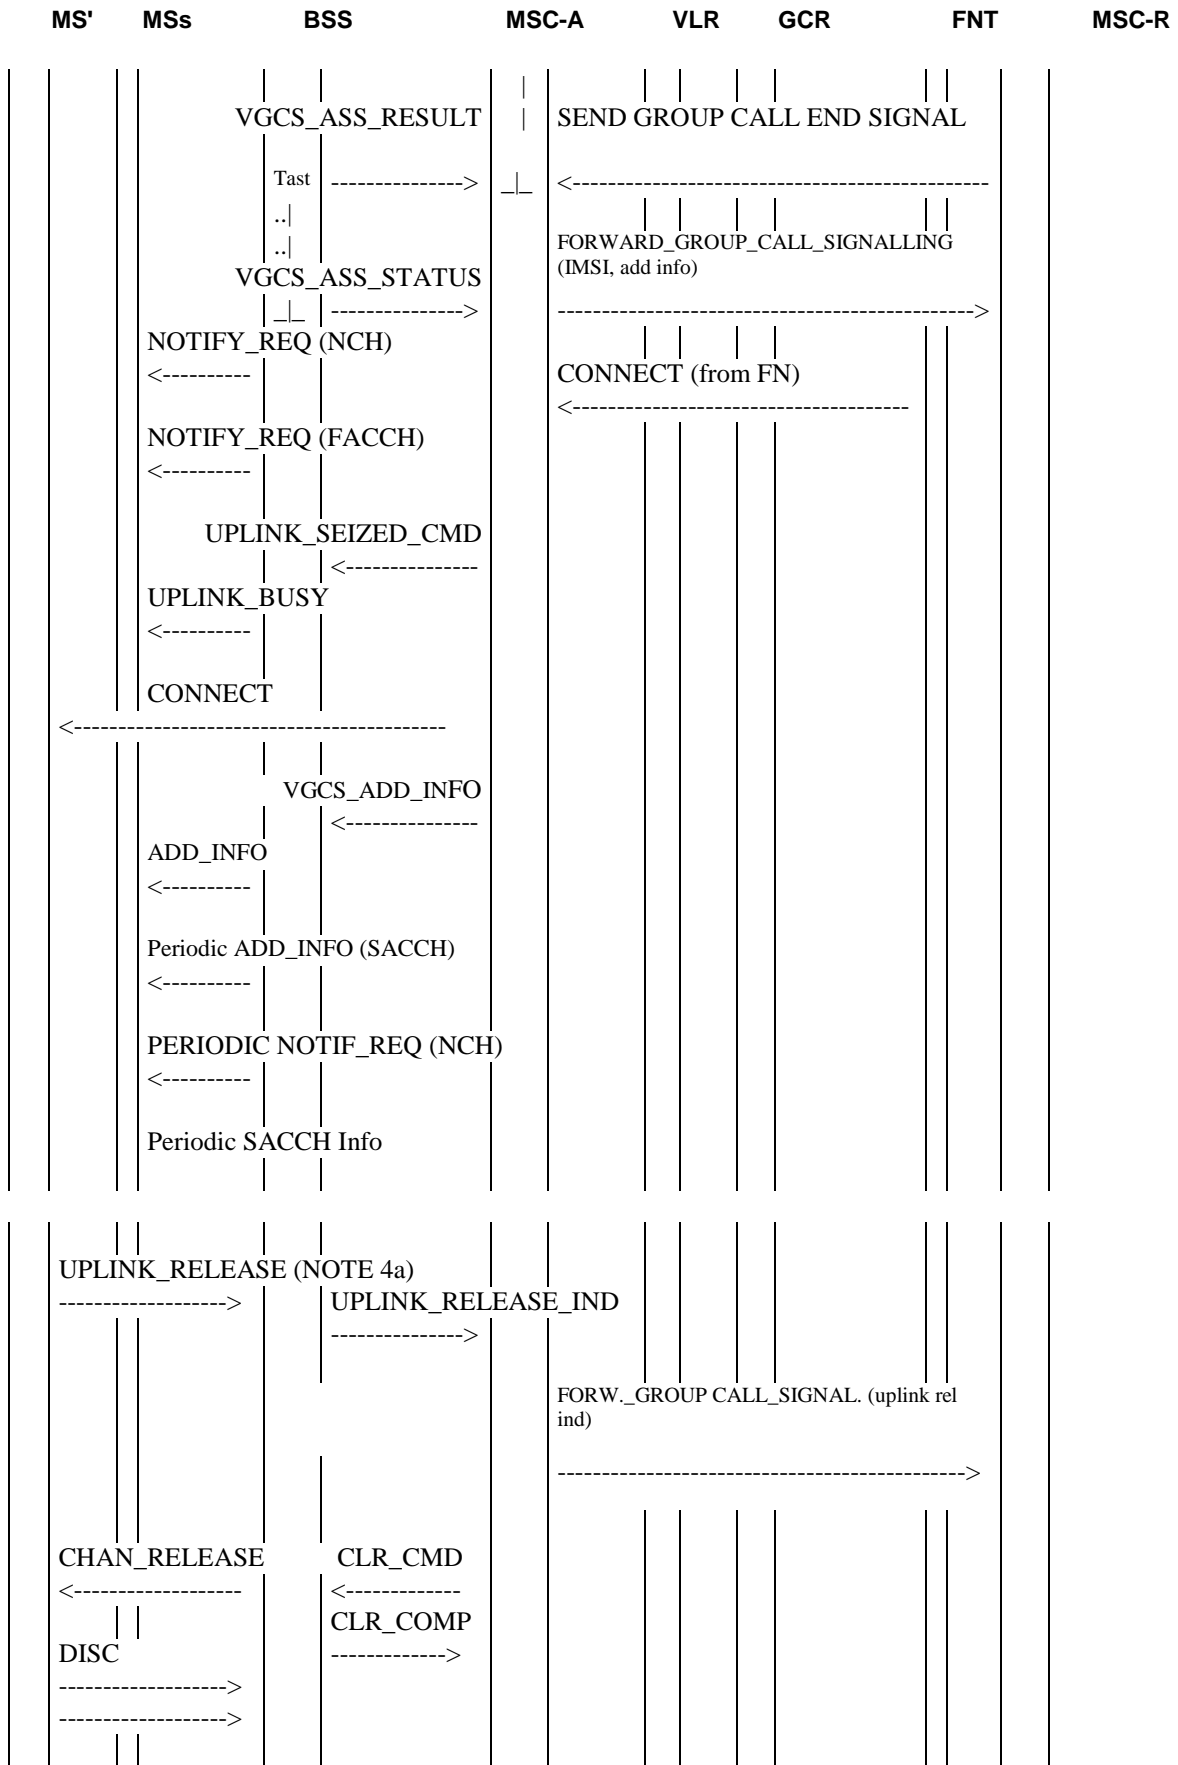 MS' MSs BSS MSC-A VLR GCR FNT MSC-R
VGCS_ASS_RESULT | SEND GROUP CALL END SIGNAL
Tast ---------------> _|_ <-----------------------------------------------
..|
..| FORWARD_GROUP_CALL_SIGNALLING
(IMSI, add info)
VGCS_ASS_STATUS
_|_ ---------------> ----------------------------------------------->
NOTIFY_REQ (NCH)
<---------- CONNECT (from FN)
<--------------------------------------
NOTIFY_REQ (FACCH)
<----------
UPLINK_SEIZED_CMD
<---------------
UPLINK_BUSY
<----------
CONNECT
<------------------------------------------
VGCS_ADD_INFO
<---------------
ADD_INFO
<----------
Periodic ADD_INFO (SACCH)
<----------
PERIODIC NOTIF_REQ (NCH)
<----------
Periodic SACCH Info
UPLINK_RELEASE (NOTE 4a)
-------------------> UPLINK_RELEASE_IND
--------------->
FORW._GROUP CALL_SIGNAL. (uplink rel
ind)
---------------------------------------------->
CHAN_RELEASE CLR_CMD
<------------------- <-------------
CLR_COMP
DISC ------------->
------------------->
------------------->